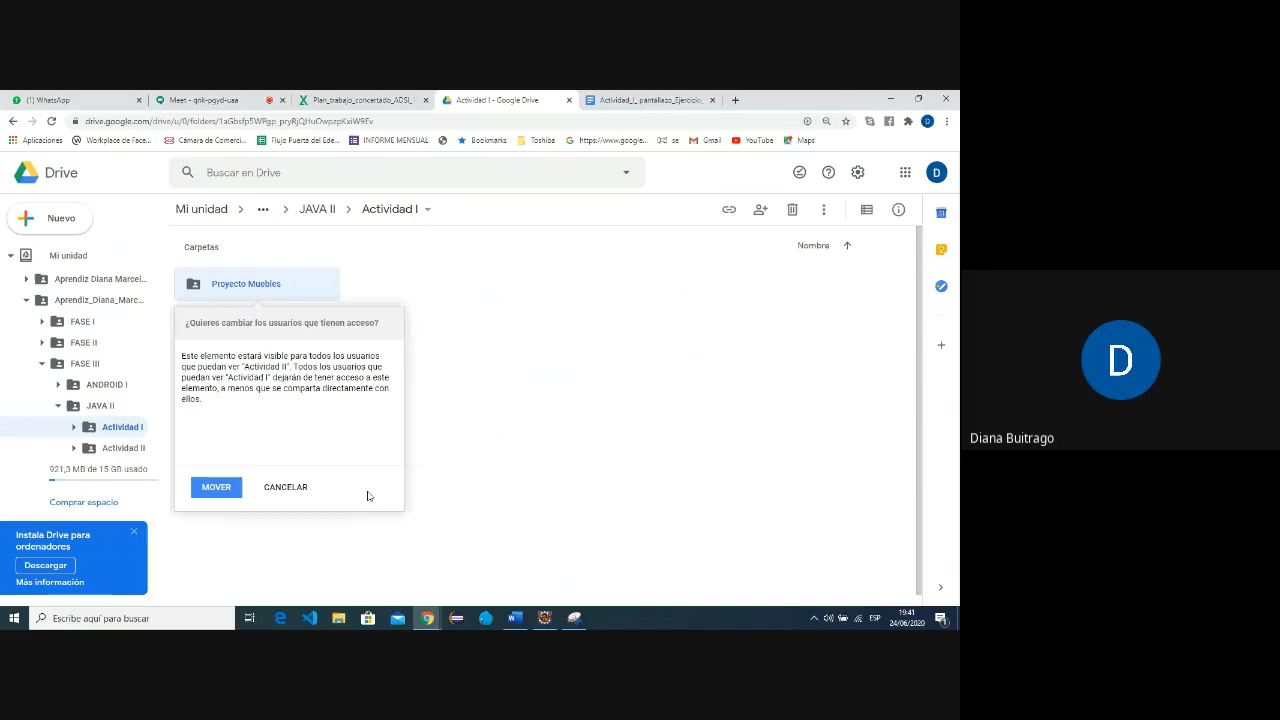 (1) WhatsApp
Meet - qnk-pgyd-uaa
Plan_trabajo_concertado_ADSI_
Actividad I - Google Drive
Actividad_I_ pantallazo_Ejercicio_
drive.google.com/drive/u/0/folders/1aGbsfp5WPgp_pryRjQHuOwpzpKxiW9Ev
Aplicaciones
Workplace de Face...
Cámara de Comerci...
Flujo Puerta del Ede...
INFORME MENSUAL
Bookmarks
Toshiba
https://www.google...
se
Gmail
YouTube
Maps
Drive
Buscar en Drive
D
Nuevo
Mi unidad
...
JAVA II
Actividad I
Mi unidad
Aprendiz Diana Marcel...
Aprendiz_Diana_Marc...
FASE I
FASE II
FASE III
ANDROID I
JAVA II
Actividad I
Actividad II
921,3 MB de 15 GB usado
Comprar espacio
Instala Drive para
ordenadores
Descargar
Más información
Carpetas
Nombre
Proyecto Muebles
¿Quieres cambiar los usuarios que tienen acceso?
Este elemento estará visible para todos los usuarios
que puedan ver "Actividad II". Todos los usuarios que
puedan ver "Actividad I" dejarán de tener acceso a este
elemento, a menos que se comparta directamente con
ellos.
MOVER
CANCELAR
Escribe aquí para buscar
ESP
19:41
24/06/2020
D
Diana Buitrago